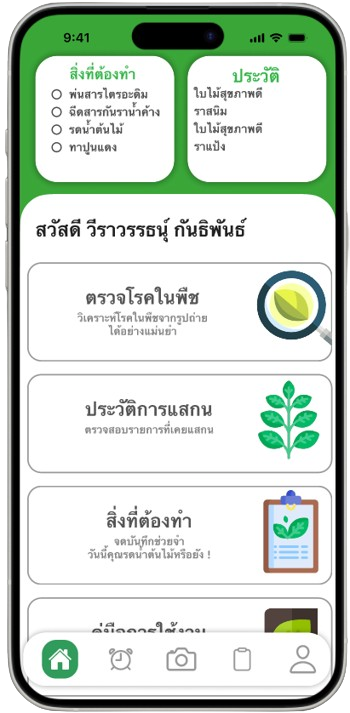 9:41
สิ่งที่ต้องทำ
พ่นสารไตรอะดิม
ฉีดสารกันราน้ำค้าง
รดน้ำต้นไม้
ทาปูนแดง
ประวัติ
ใบไม้สุขภาพดี
ราสนิม
ใบไม้สุขภาพดี
ราแป้ง
สวัสดี วีราวรรธนุ์ กันธิพันธ์
ตรวจโรคในพืช
วิเคราะห์โรคในพืชจากรูปถ่าย
ได้อย่างแม่นยำ
ประวัติการแสกน
ตรวจสอบรายการที่เคยแสกน
สิ่งที่ต้องทำ
จดบันทึกช่วยจำ
วันนี้คุณรดน้ำต้นไม้หรือยัง !
คู่มือการใช้งาน